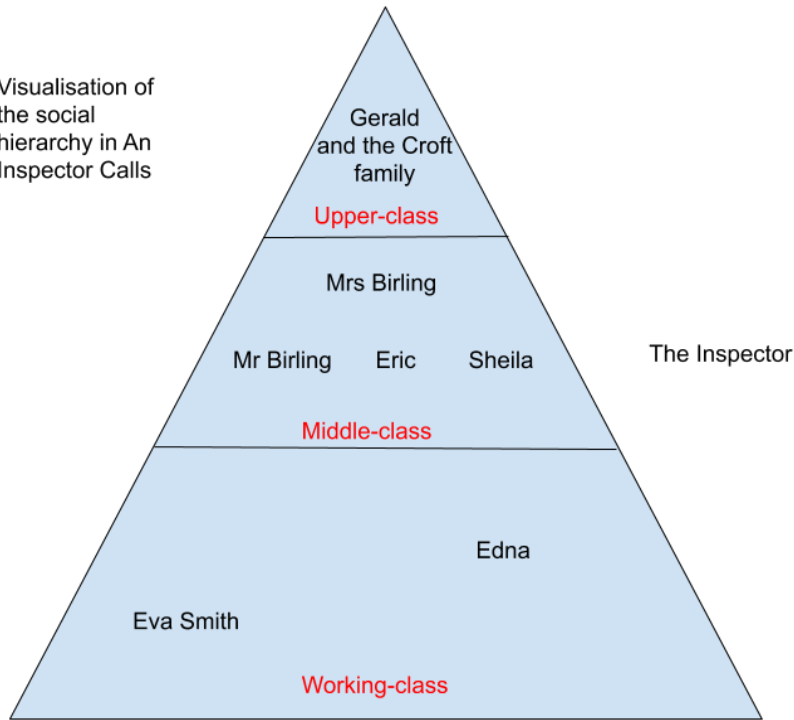 Visualisation of
the social
hierarchy in An
Inspector Calls
Gerald
and the Croft
family
Upper-class
Mrs Birling
Mr Birling Eric Sheila
The Inspector
Middle-class
Edna
Eva Smith
Working-class